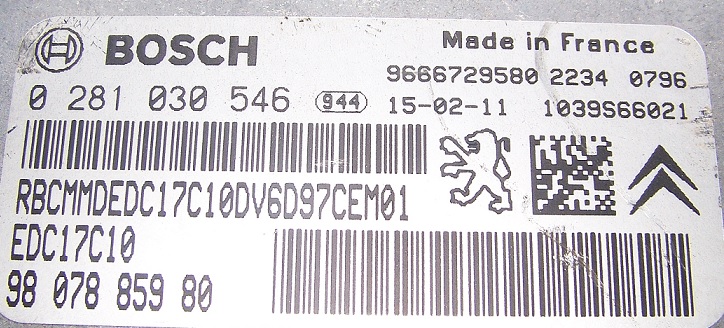 BOSCH
Made in France
9666729580 2234 0796
0 281 030 546 944 15-02-11 1039S66021
RBCMMDEDC17C10DV6D97CEM01
EDC17C10
98 078 859 80